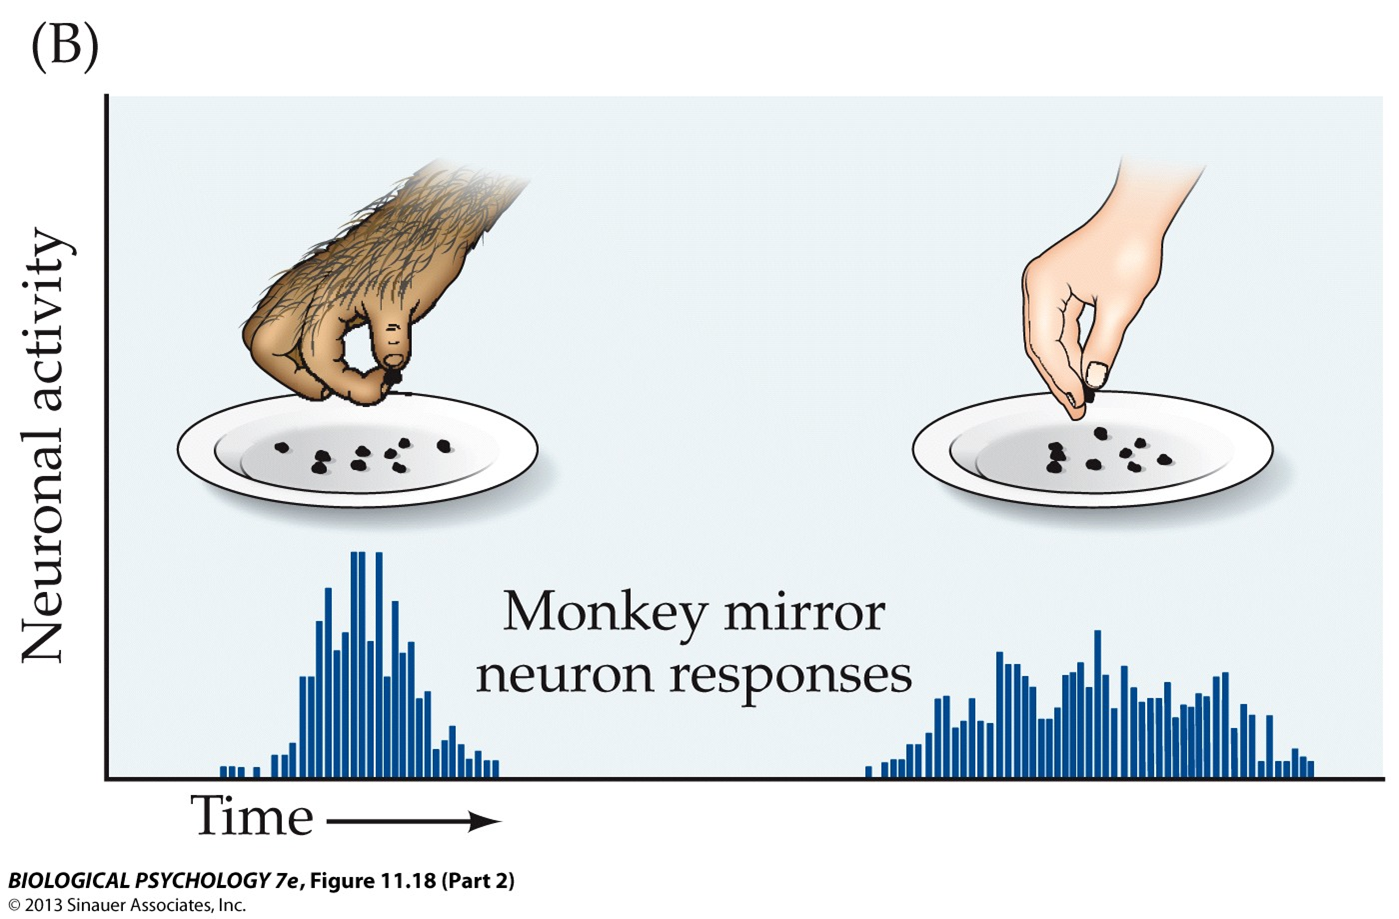 (B)
Neuronal activity
Monkey mirror
neuron responses
Time
BIOLOGICAL PSYCHOLOGY 7e, Figure 11.18 (Part 2)
© 2013 Sinauer Associates, Inc.